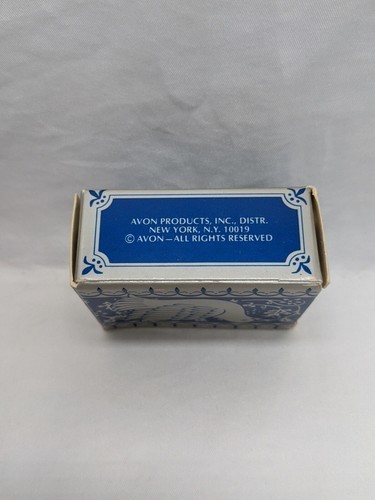 AVON PRODUCTS, INC., DISTR.
NEW YORK, N.Y. 10019
© AVON—ALL RIGHTS RESERVED